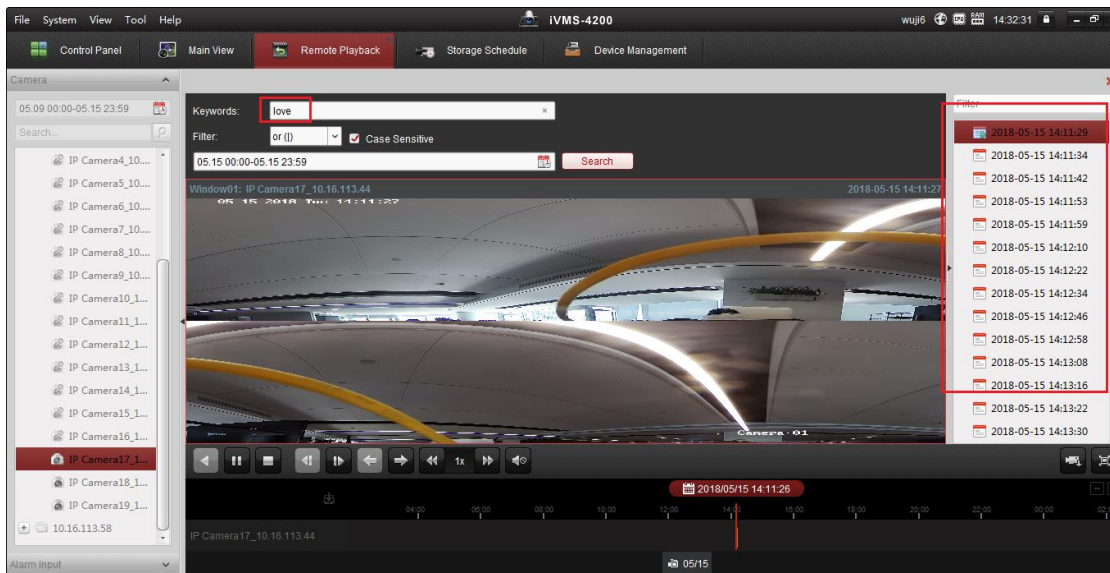 File System View Tool Help
iVMS-4200
wuji6 14:32:31
Control Panel
Main View
Remote Playback
Storage Schedule
Device Management
Camera
05.09 00:00-05.15 23:59
Search...
IP Camera4_10....
IP Camera5_10....
IP Camera6_10....
IP Camera7_10....
IP Camera8_10....
IP Camera9_10....
IP Camera10_1...
IP Camera11_1...
IP Camera12_1...
IP Camera13_1...
IP Camera14_1...
IP Camera15_1...
IP Camera16_1...
IP Camera17_1...
IP Camera18_1...
IP Camera19_1...
10.16.113.58
Alarm Input
Keywords: love
Filter: or (|) Case Sensitive
05.15 00:00-05.15 23:59 Search
Window01: IP Camera17_10.16.113.44 2018-05-15 14:11:27
05 15 2018 Tue 14:11:27
Camera 01
1x
2018/05/15 14:11:26
04:00 06:00 08:00 10:00 12:00 14:00 16:00 18:00 20:00 22:00 00:00 02:
IP Camera17_10.16.113.44
05/15
Filter
2018-05-15 14:11:29
2018-05-15 14:11:34
2018-05-15 14:11:42
2018-05-15 14:11:53
2018-05-15 14:11:59
2018-05-15 14:12:10
2018-05-15 14:12:22
2018-05-15 14:12:34
2018-05-15 14:12:46
2018-05-15 14:12:58
2018-05-15 14:13:08
2018-05-15 14:13:16
2018-05-15 14:13:22
2018-05-15 14:13:30